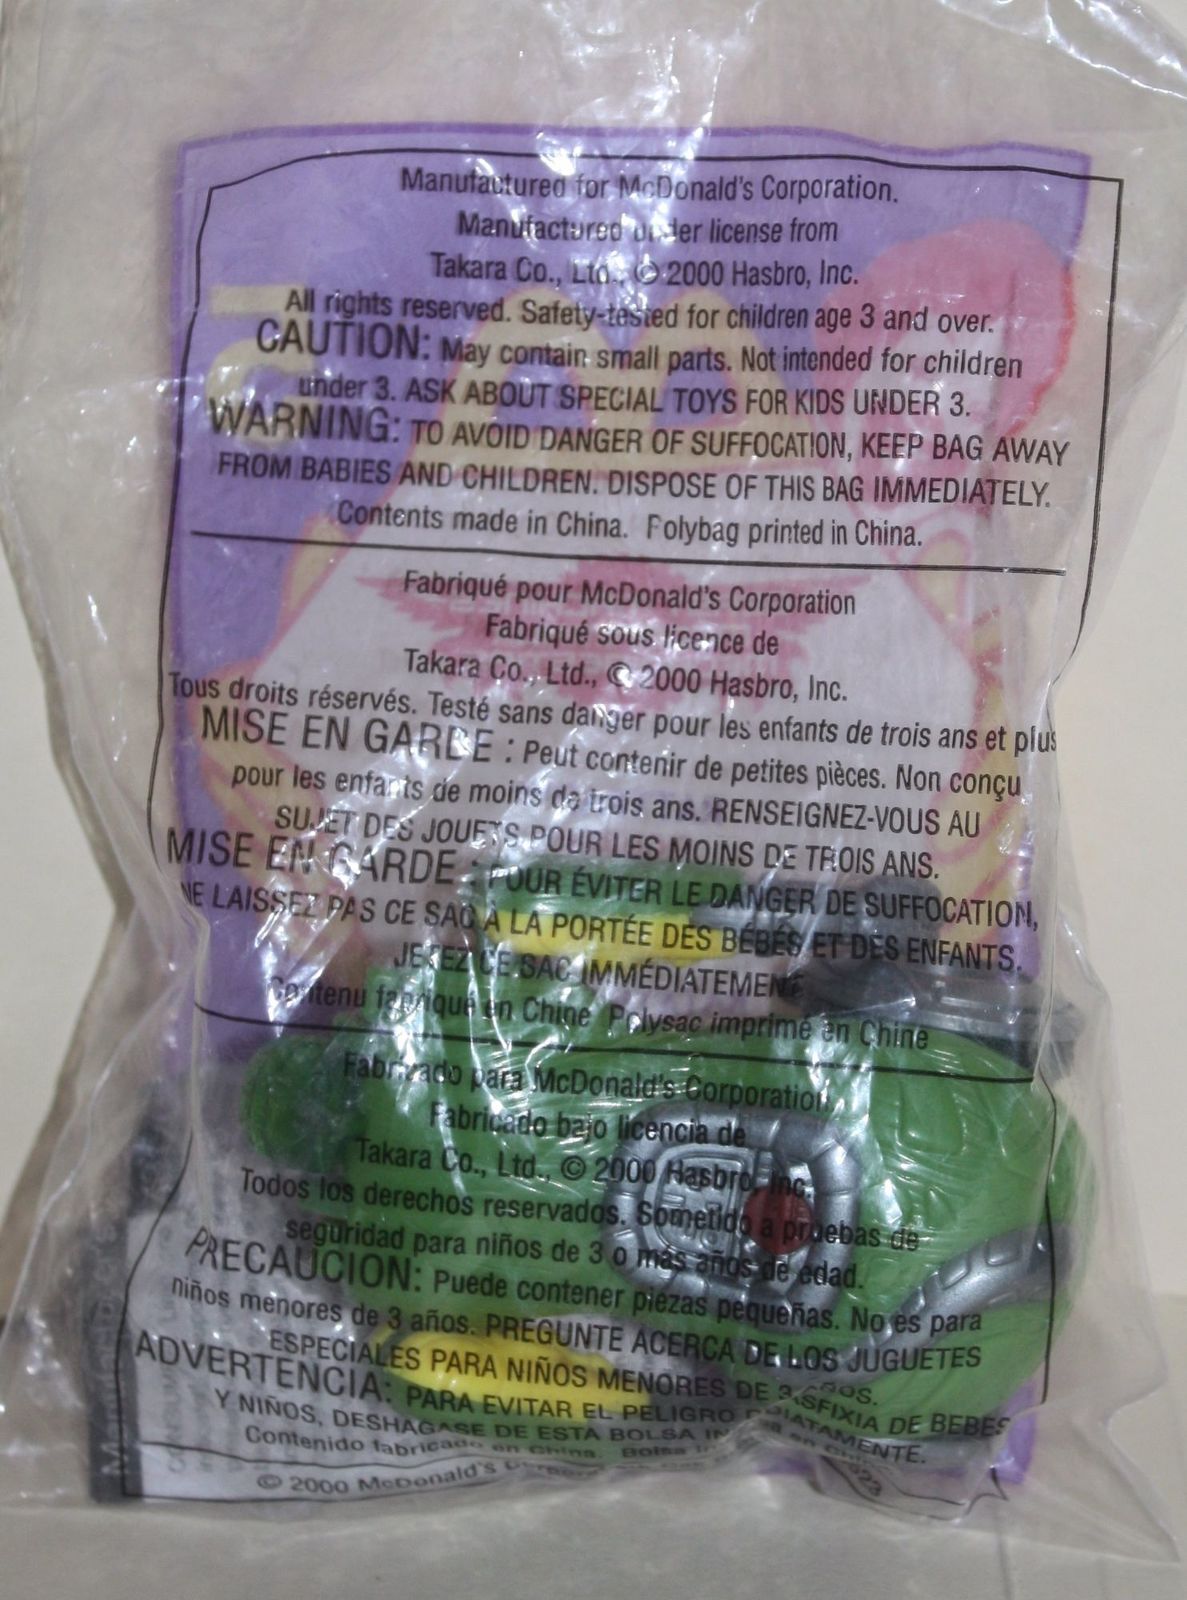 Manufactured for McDonald's Corporation.
Manufactured under license from
Takara Co., Ltd., © 2000 Hasbro, Inc.
All rights reserved. Safety-tested for children age 3 and over.
CAUTION: May contain small parts. Not intended for children
under 3. ASK ABOUT SPECIAL TOYS FOR KIDS UNDER 3.
WARNING: TO AVOID DANGER OF SUFFOCATION, KEEP BAG AWAY
FROM BABIES AND CHILDREN. DISPOSE OF THIS BAG IMMEDIATELY.
Contents made in China. Polybag printed in China.
Fabriqué pour McDonald's Corporation
Fabriqué sous licence de
Takara Co., Ltd., © 2000 Hasbro, Inc.
Tous droits réservés. Testé sans danger pour les enfants de trois ans et plus
MISE EN GARDE : Peut contenir de petites pièces. Non conçu
pour les enfants de moins de trois ans. RENSEIGNEZ-VOUS AU
SUJET DES JOUETS POUR LES MOINS DE TROIS ANS.
MISE EN GARDE : POUR ÉVITER LE DANGER DE SUFFOCATION,
NE LAISSEZ PAS CE SAC À LA PORTÉE DES BÉBÉS ET DES ENFANTS.
JETEZ CE SAC IMMÉDIATEMENT
Contenu fabriqué en Chine Polysac imprimé en Chine
Fabricado para McDonald's Corporation.
Fabricado bajo licencia de
Takara Co., Ltd., © 2000 Hasbro, Inc.
Todos los derechos reservados. Sometido a pruebas de
seguridad para niños de 3 o más años de edad.
PRECAUCION: Puede contener piezas pequeñas. No es para
niños menores de 3 años. PREGUNTE ACERCA DE LOS JUGUETES
ESPECIALES PARA NIÑOS MENORES DE 3 AÑOS.
ADVERTENCIA: PARA EVITAR EL PELIGRO ASFIXIA DE BEBES
Y NIÑOS, DESHAGASE DE ESTA BOLSA
Contenido fabricado en China. Bolsa
© 2000 McDonald's